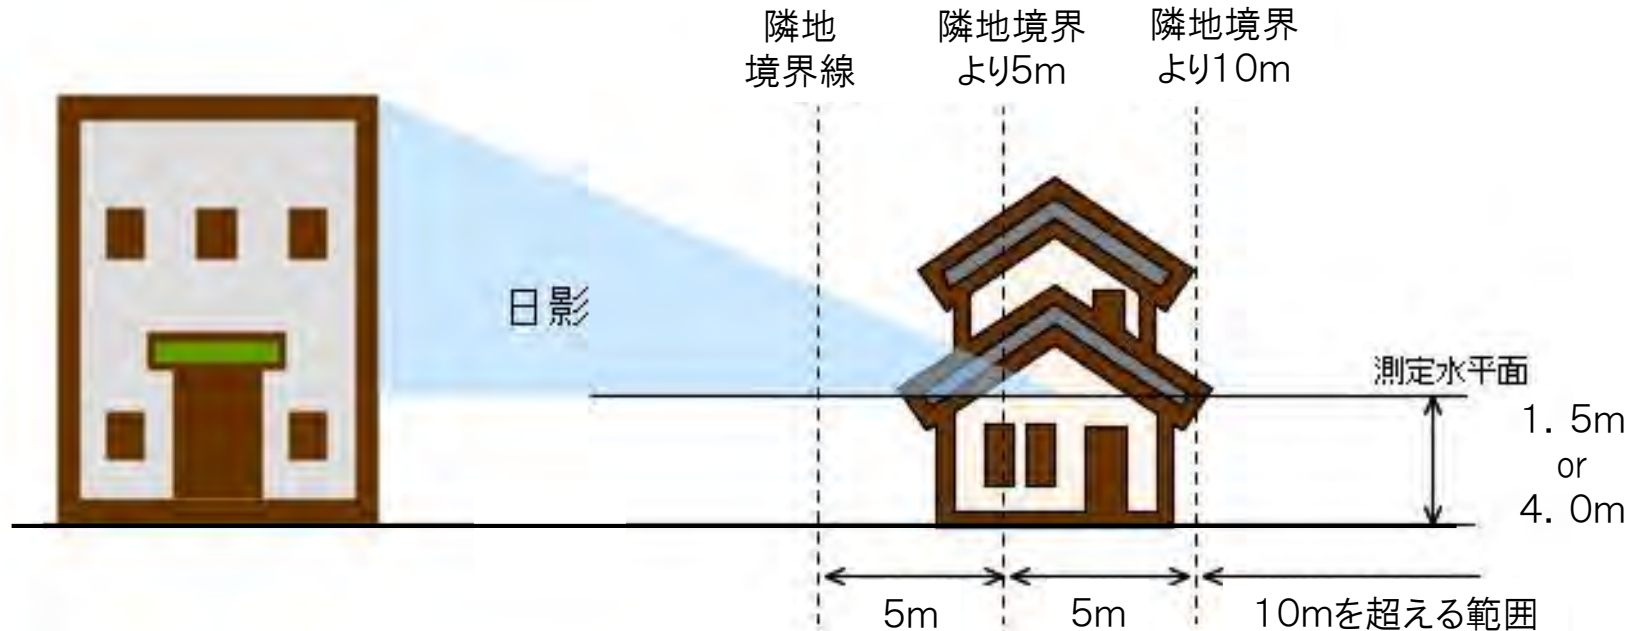 隣地
境界線
隣地境界
より5m
隣地境界
より10m
日影
測定水平面
1．5m
or
4．0m
5m
5m
10mを超える範囲